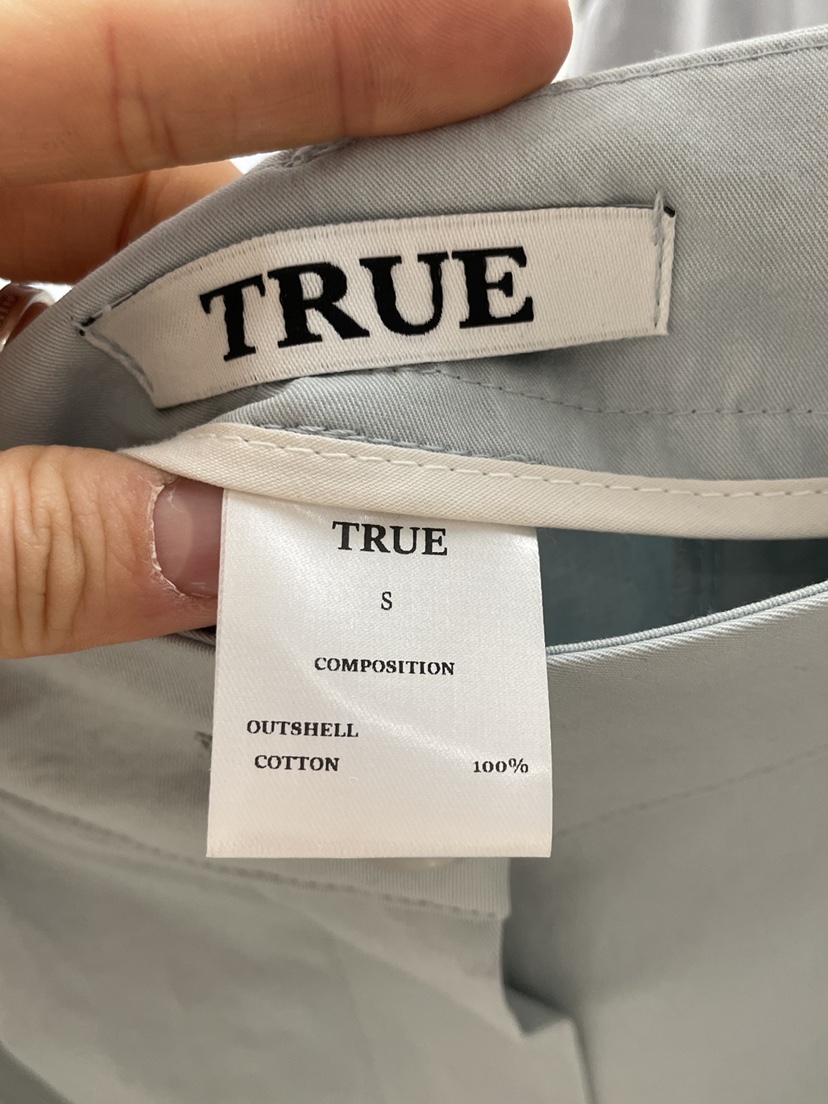 TRUE
TRUE
S
COMPOSITION
OUTSHELL
COTTON 100%